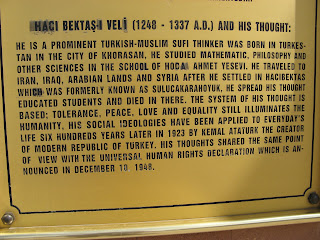 HACI BEKTAŞ-I VELİ (1248 - 1337 A.D.) AND HIS THOUGHT:
HE IS A PROMINENT TURKISH-MUSLIM SUFI THINKER WAS BORN IN TURKES-
TAN IN THE CITY OF KHORASAN, HE STUDIED MATHEMATIC, PHILOSOPHY AND
OTHER SCIENCES IN THE SCHOOL OF HOCA AHMET YESEVI. HE TRAVELED TO
IRAN, IRAQ, ARABIAN LANDS AND SYRIA AFTER HE SETTLED IN HACIBEKTAS
WHICH WAS FORMERLY KNOWN AS SULUCAKARAHOYUK, HE SPREAD HIS THOUGHT
EDUCATED STUDENTS AND DIED IN THERE. THE SYSTEM OF HIS THOUGHT IS
BASED; TOLERANCE, PEACE, LOVE AND EQUALITY STILL ILLUMINATES THE
HUMANITY. HIS SOCIAL IDEOLOGIES HAVE BEEN APPLIED TO EVERYDAY'S
LIFE SIX HUNDREDS YEARS LATER IN 1923 BY KEMAL ATATURK THE CREATOR
OF MODERN REPUBLIC OF TURKEY. HIS THOUGHTS SHARED THE SAME POINT
OF VIEW WITH THE UNIVERSAL HUMAN RIGHTS DECLARATION WHICH IS AN-
NOUNCED IN DECEMBER 10, 1948.